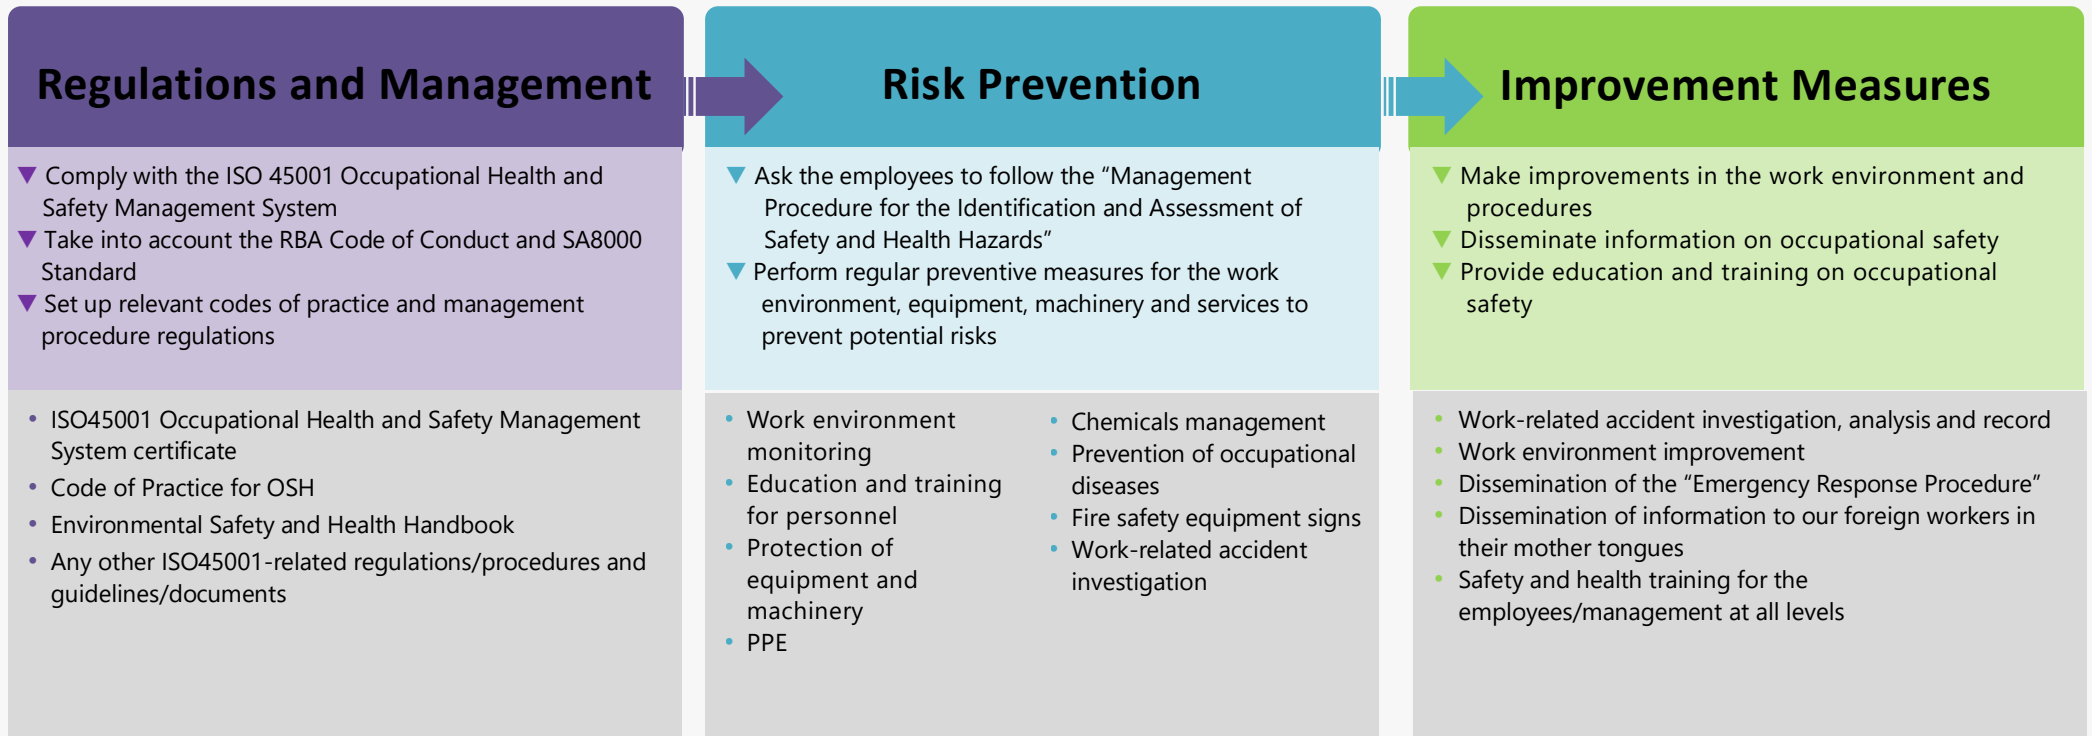 Regulations and Management
▼ Comply with the ISO 45001 Occupational Health and
Safety Management System
▼ Take into account the RBA Code of Conduct and SA8000
Standard
▼ Set up relevant codes of practice and management
procedure regulations
• ISO45001 Occupational Health and Safety Management
System certificate
• Code of Practice for OSH
• Environmental Safety and Health Handbook
• Any other ISO45001-related regulations/procedures and
guidelines/documents
Risk Prevention
▼ Ask the employees to follow the “Management
Procedure for the Identification and Assessment of
Safety and Health Hazards”
▼ Perform regular preventive measures for the work
environment, equipment, machinery and services to
prevent potential risks
• Work environment
monitoring
• Education and training
for personnel
• Protection of
equipment and
machinery
• PPE
• Chemicals management
• Prevention of occupational
diseases
• Fire safety equipment signs
• Work-related accident
investigation
Improvement Measures
▼ Make improvements in the work environment and
procedures
▼ Disseminate information on occupational safety
▼ Provide education and training on occupational
safety
• Work-related accident investigation, analysis and record
• Work environment improvement
• Dissemination of the “Emergency Response Procedure”
• Dissemination of information to our foreign workers in
their mother tongues
• Safety and health training for the
employees/management at all levels